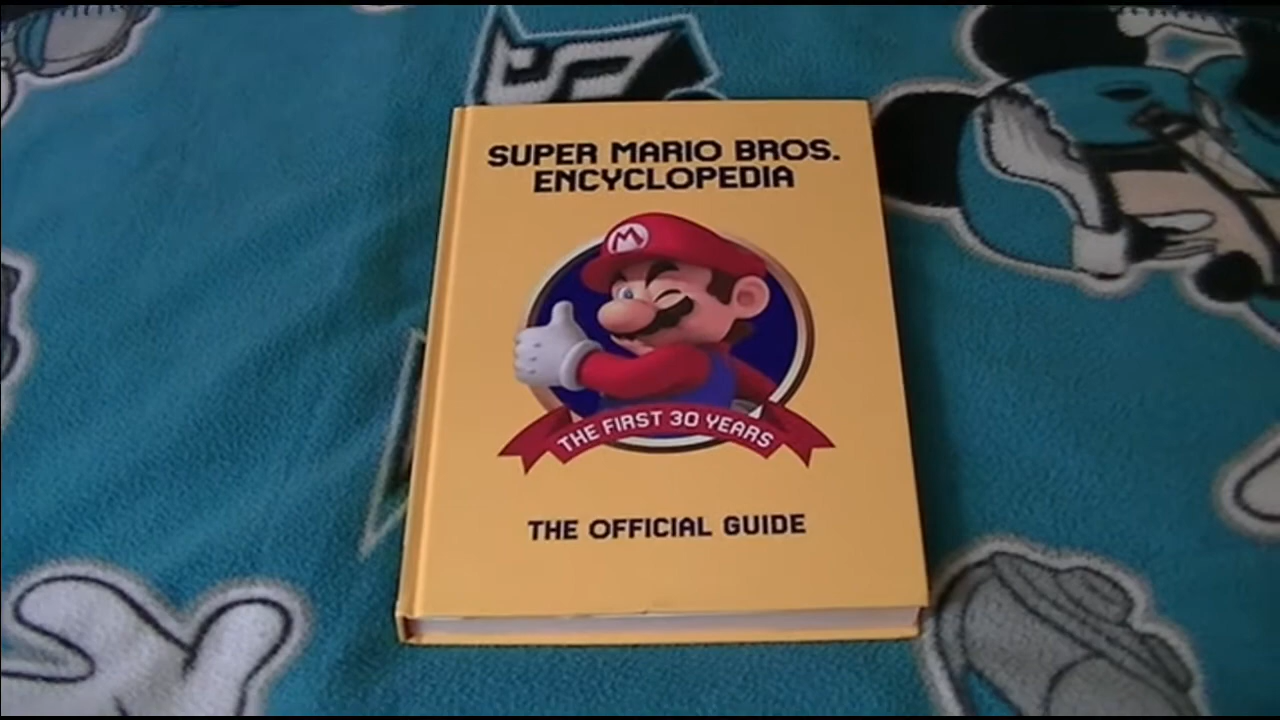 SUPER MARIO BROS.
ENCYCLOPEDIA
M
THE FIRST 30 YEARS
THE OFFICIAL GUIDE